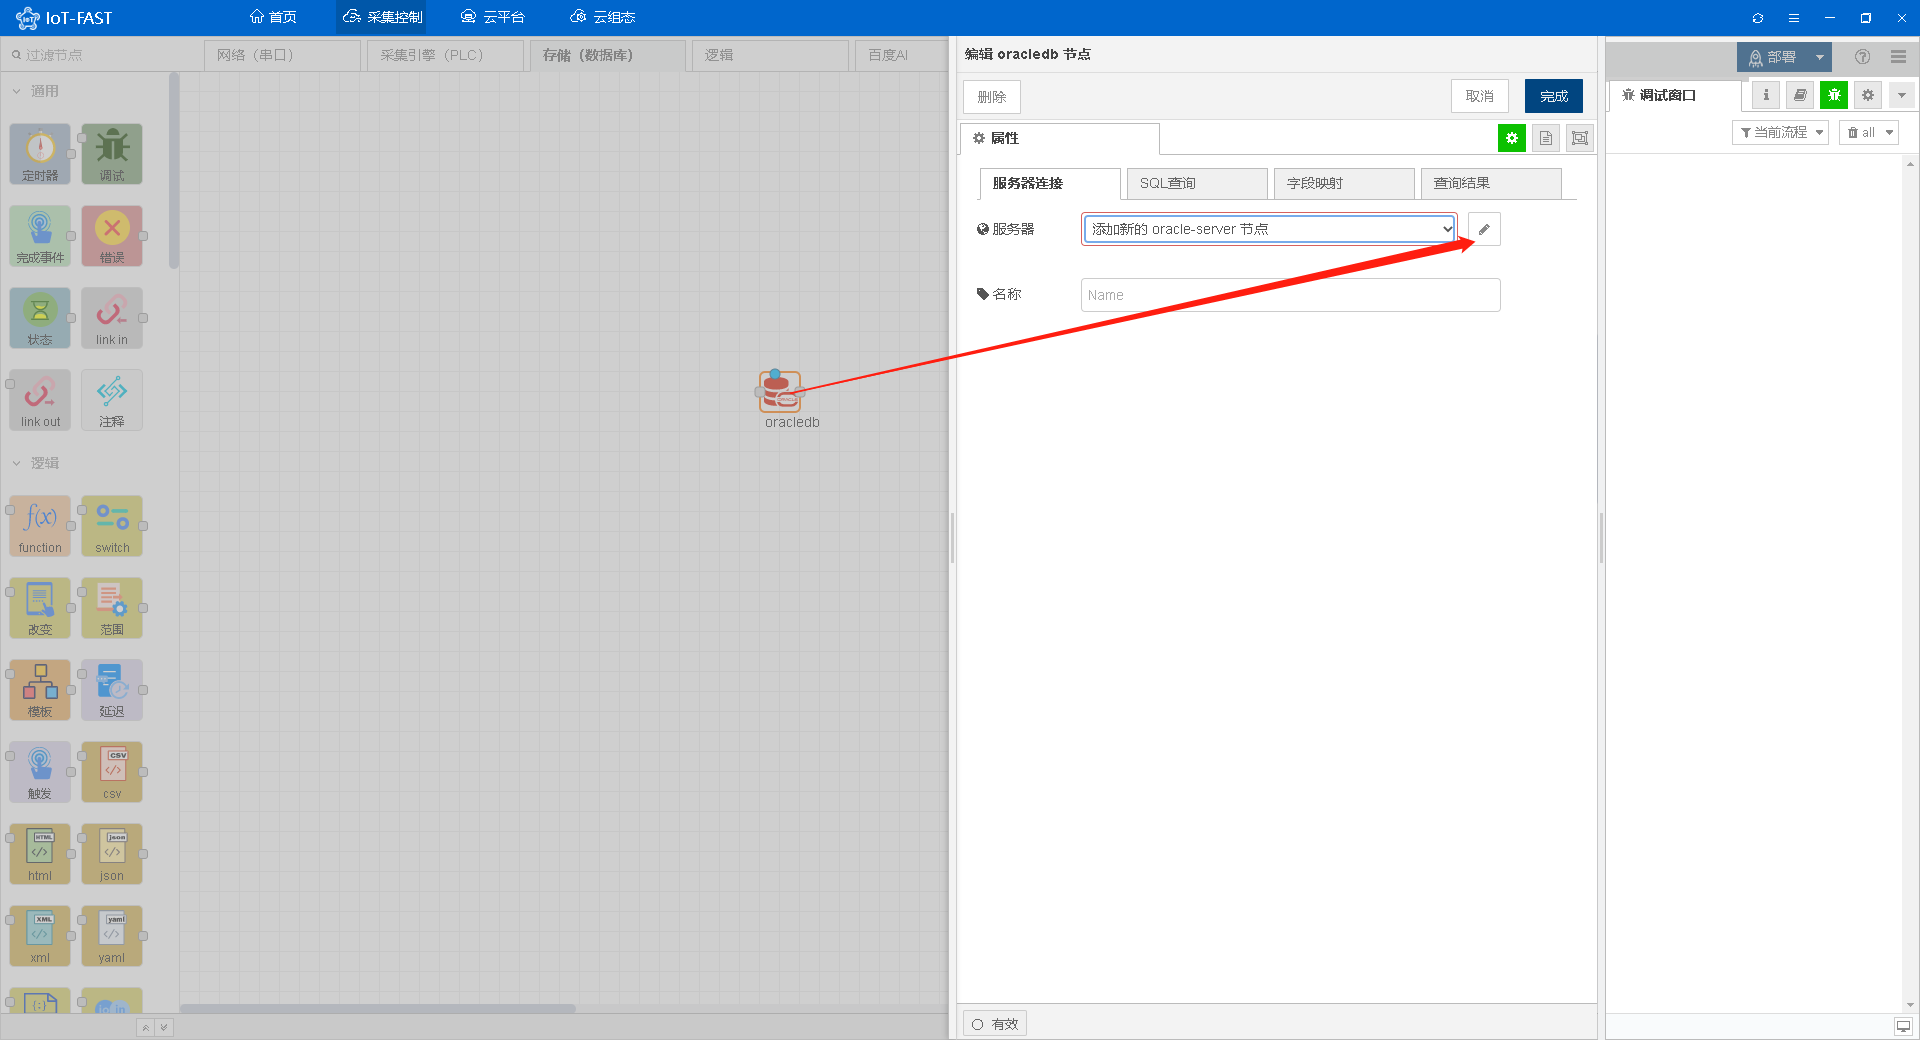 IoT-FAST
首页
采集控制
云平台
云组态
过滤节点
网络（串口）
采集引擎（PLC）
存储（数据库）
逻辑
百度AI
编辑 oracledb 节点
部署
删除
取消
完成
调试窗口
当前流程
all
属性
服务器连接
SQL查询
字段映射
查询结果
服务器
添加新的 oracle-server 节点
名称
Name
通用
定时器
调试
完成事件
错误
状态
link in
link out
注释
oracledb
逻辑
f(x)
function
switch
改变
范围
模板
延迟
触发
CSV
csv
HTML
html
json
json
XML
xml
yaml
yaml
有效